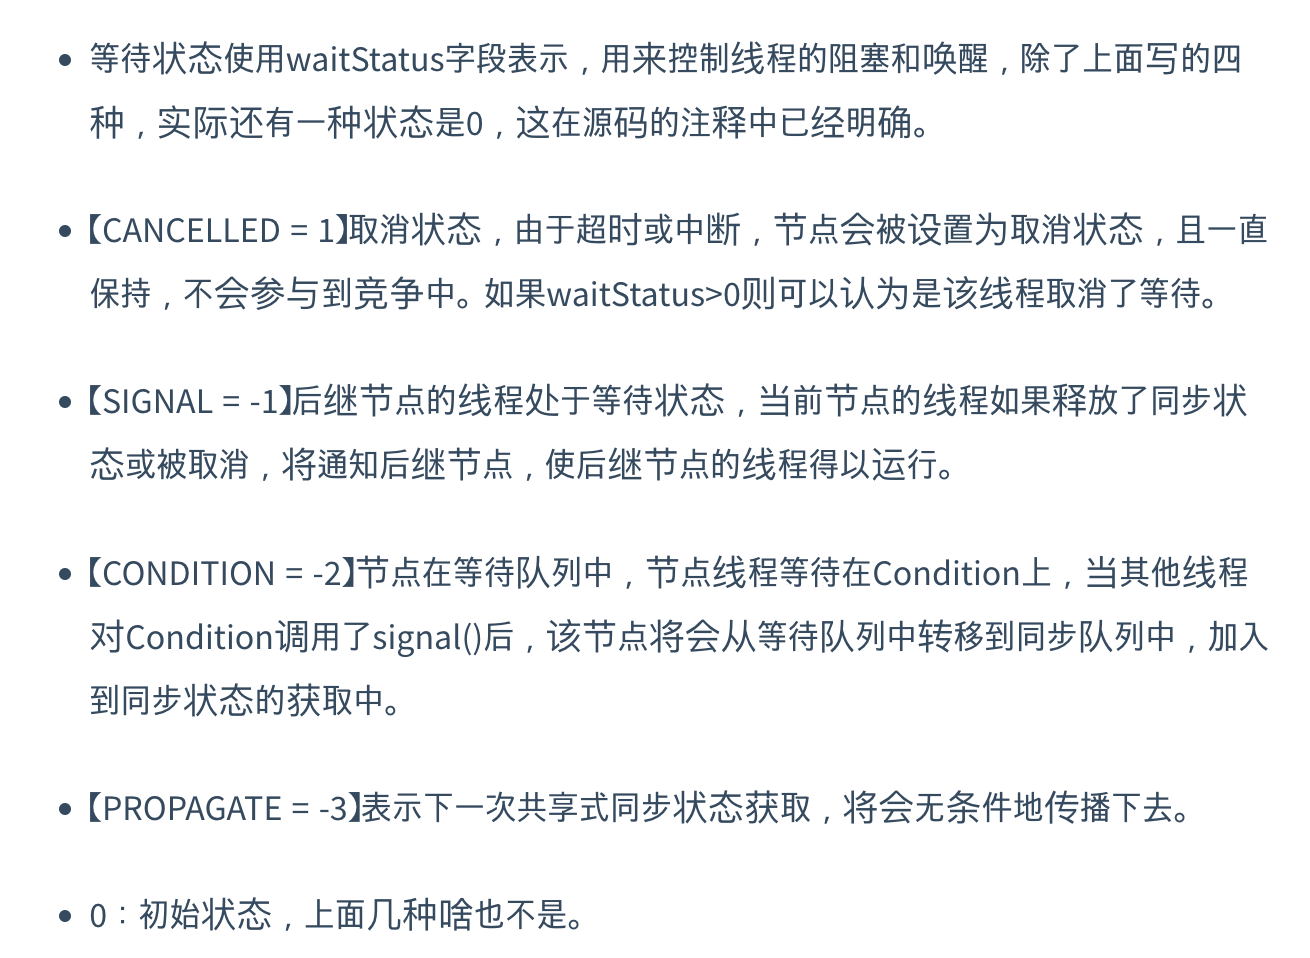 • 等待状态使用waitStatus字段表示，用来控制线程的阻塞和唤醒，除了上面写的四
种，实际还有一种状态是0，这在源码的注释中已经明确。
• 【CANCELLED = 1】取消状态，由于超时或中断，节点会被设置为取消状态，且一直
保持，不会参与到竞争中。如果waitStatus>0则可以认为是该线程取消了等待。
• 【SIGNAL = -1】后继节点的线程处于等待状态，当前节点的线程如果释放了同步状
态或被取消，将通知后继节点，使后继节点的线程得以运行。
• 【CONDITION = -2】节点在等待队列中，节点线程等待在Condition上，当其他线程
对Condition调用了signal()后，该节点将会从等待队列中转移到同步队列中，加入
到同步状态的获取中。
• 【PROPAGATE = -3】表示下一次共享式同步状态获取，将会无条件地传播下去。
• 0：初始状态，上面几种啥也不是。